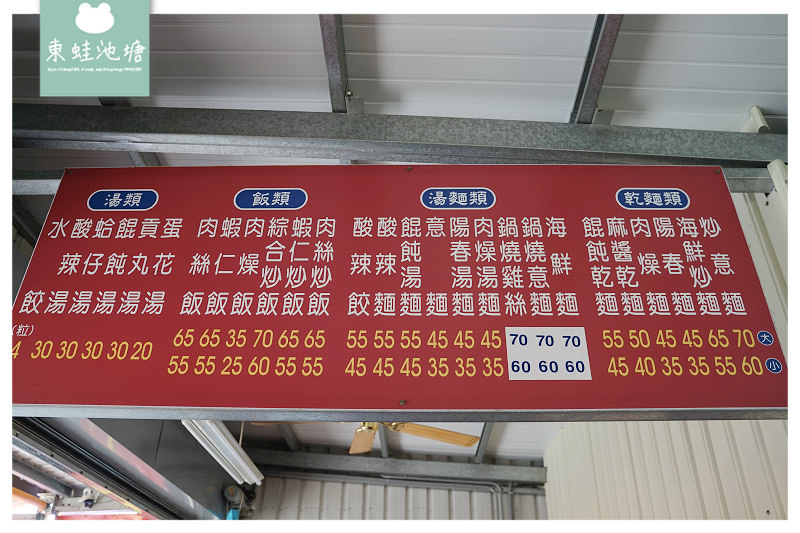 東蛙池塘
湯類
水餃
(粒)
酸辣湯
蛤仔湯
餛飩湯
貢丸湯
蛋花湯
4 30 30 30 30 20
飯類
肉絲飯
蝦仁飯
肉燥飯
綜合炒飯
蝦仁炒飯
肉絲炒飯
65 65 35 70 65 65
55 55 25 60 55 55
湯麵類
酸辣餃
酸辣麵
餛飩湯麵
意麵
陽春湯麵
肉燥湯麵
鍋燒雞絲
鍋燒意麵
海鮮麵
55 55 55 45 45 45 70 70 70
45 45 45 35 35 35 60 60 60
乾麵類
餛飩乾麵
麻醬乾麵
肉燥麵
陽春麵
海鮮炒麵
炒意麵
55 50 45 45 65 70 大
45 40 35 35 55 60 小